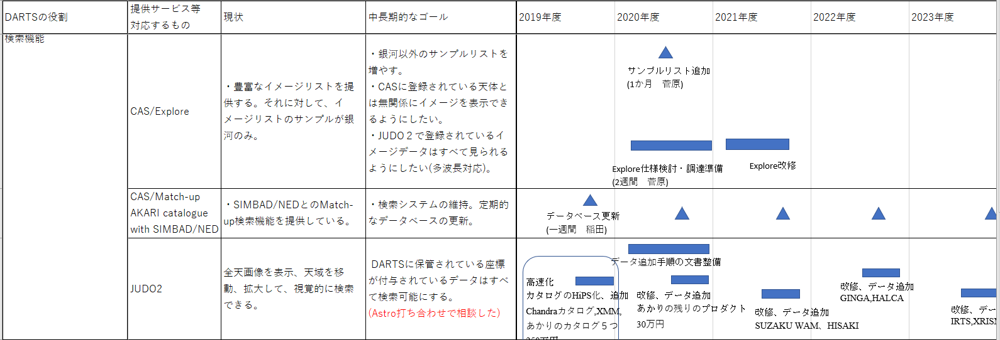 DARTSの役割
提供サービス等
対応するもの
現状
中長期的なゴール
2019年度
2020年度
2021年度
2022年度
2023年度
検索機能
CAS/Explore
・豊富なイメージリストを提
供する。それに対して、イ
メージリストのサンプルが銀
河のみ。
・銀河以外のサンプルリストを
増やす。
・CASに登録されている天体と
は無関係にイメージを表示でき
るようにしたい。
・JUDO２で登録されているイ
メージデータはすべて見られる
ようにしたい(多波長対応)。
サンプルリスト追加
(1か月　菅原)
Explore仕様検討・調達準備
(2週間　菅原)
Explore改修
CAS/Match-up
AKARI catalogue
with SIMBAD/NED
・SIMBAD/NEDとのMatch-
up検索機能を提供している。
・検索システムの維持。定期的
なデータベースの更新。
データベース更新
(一週間　稲田)
JUDO2
全天画像を表示、天域を移
動、拡大して、視覚的に検索
できる。
DARTSに保管されている座標
が付与されているデータはすべ
て検索可能にする。
(Astro打ち合わせで相談した)
高速化
カタログのHiPS化、追加
Chandraカタログ,XMM,
あかりのカタログ５つ
データ追加手順の文書整備
改修、データ追加
あかりの残りのプロダクト
30万円
改修、データ追加
SUZAKU WAM、HISAKI
改修、データ追加
GINGA,HALCA
改修、デー
IRTS,XRISM